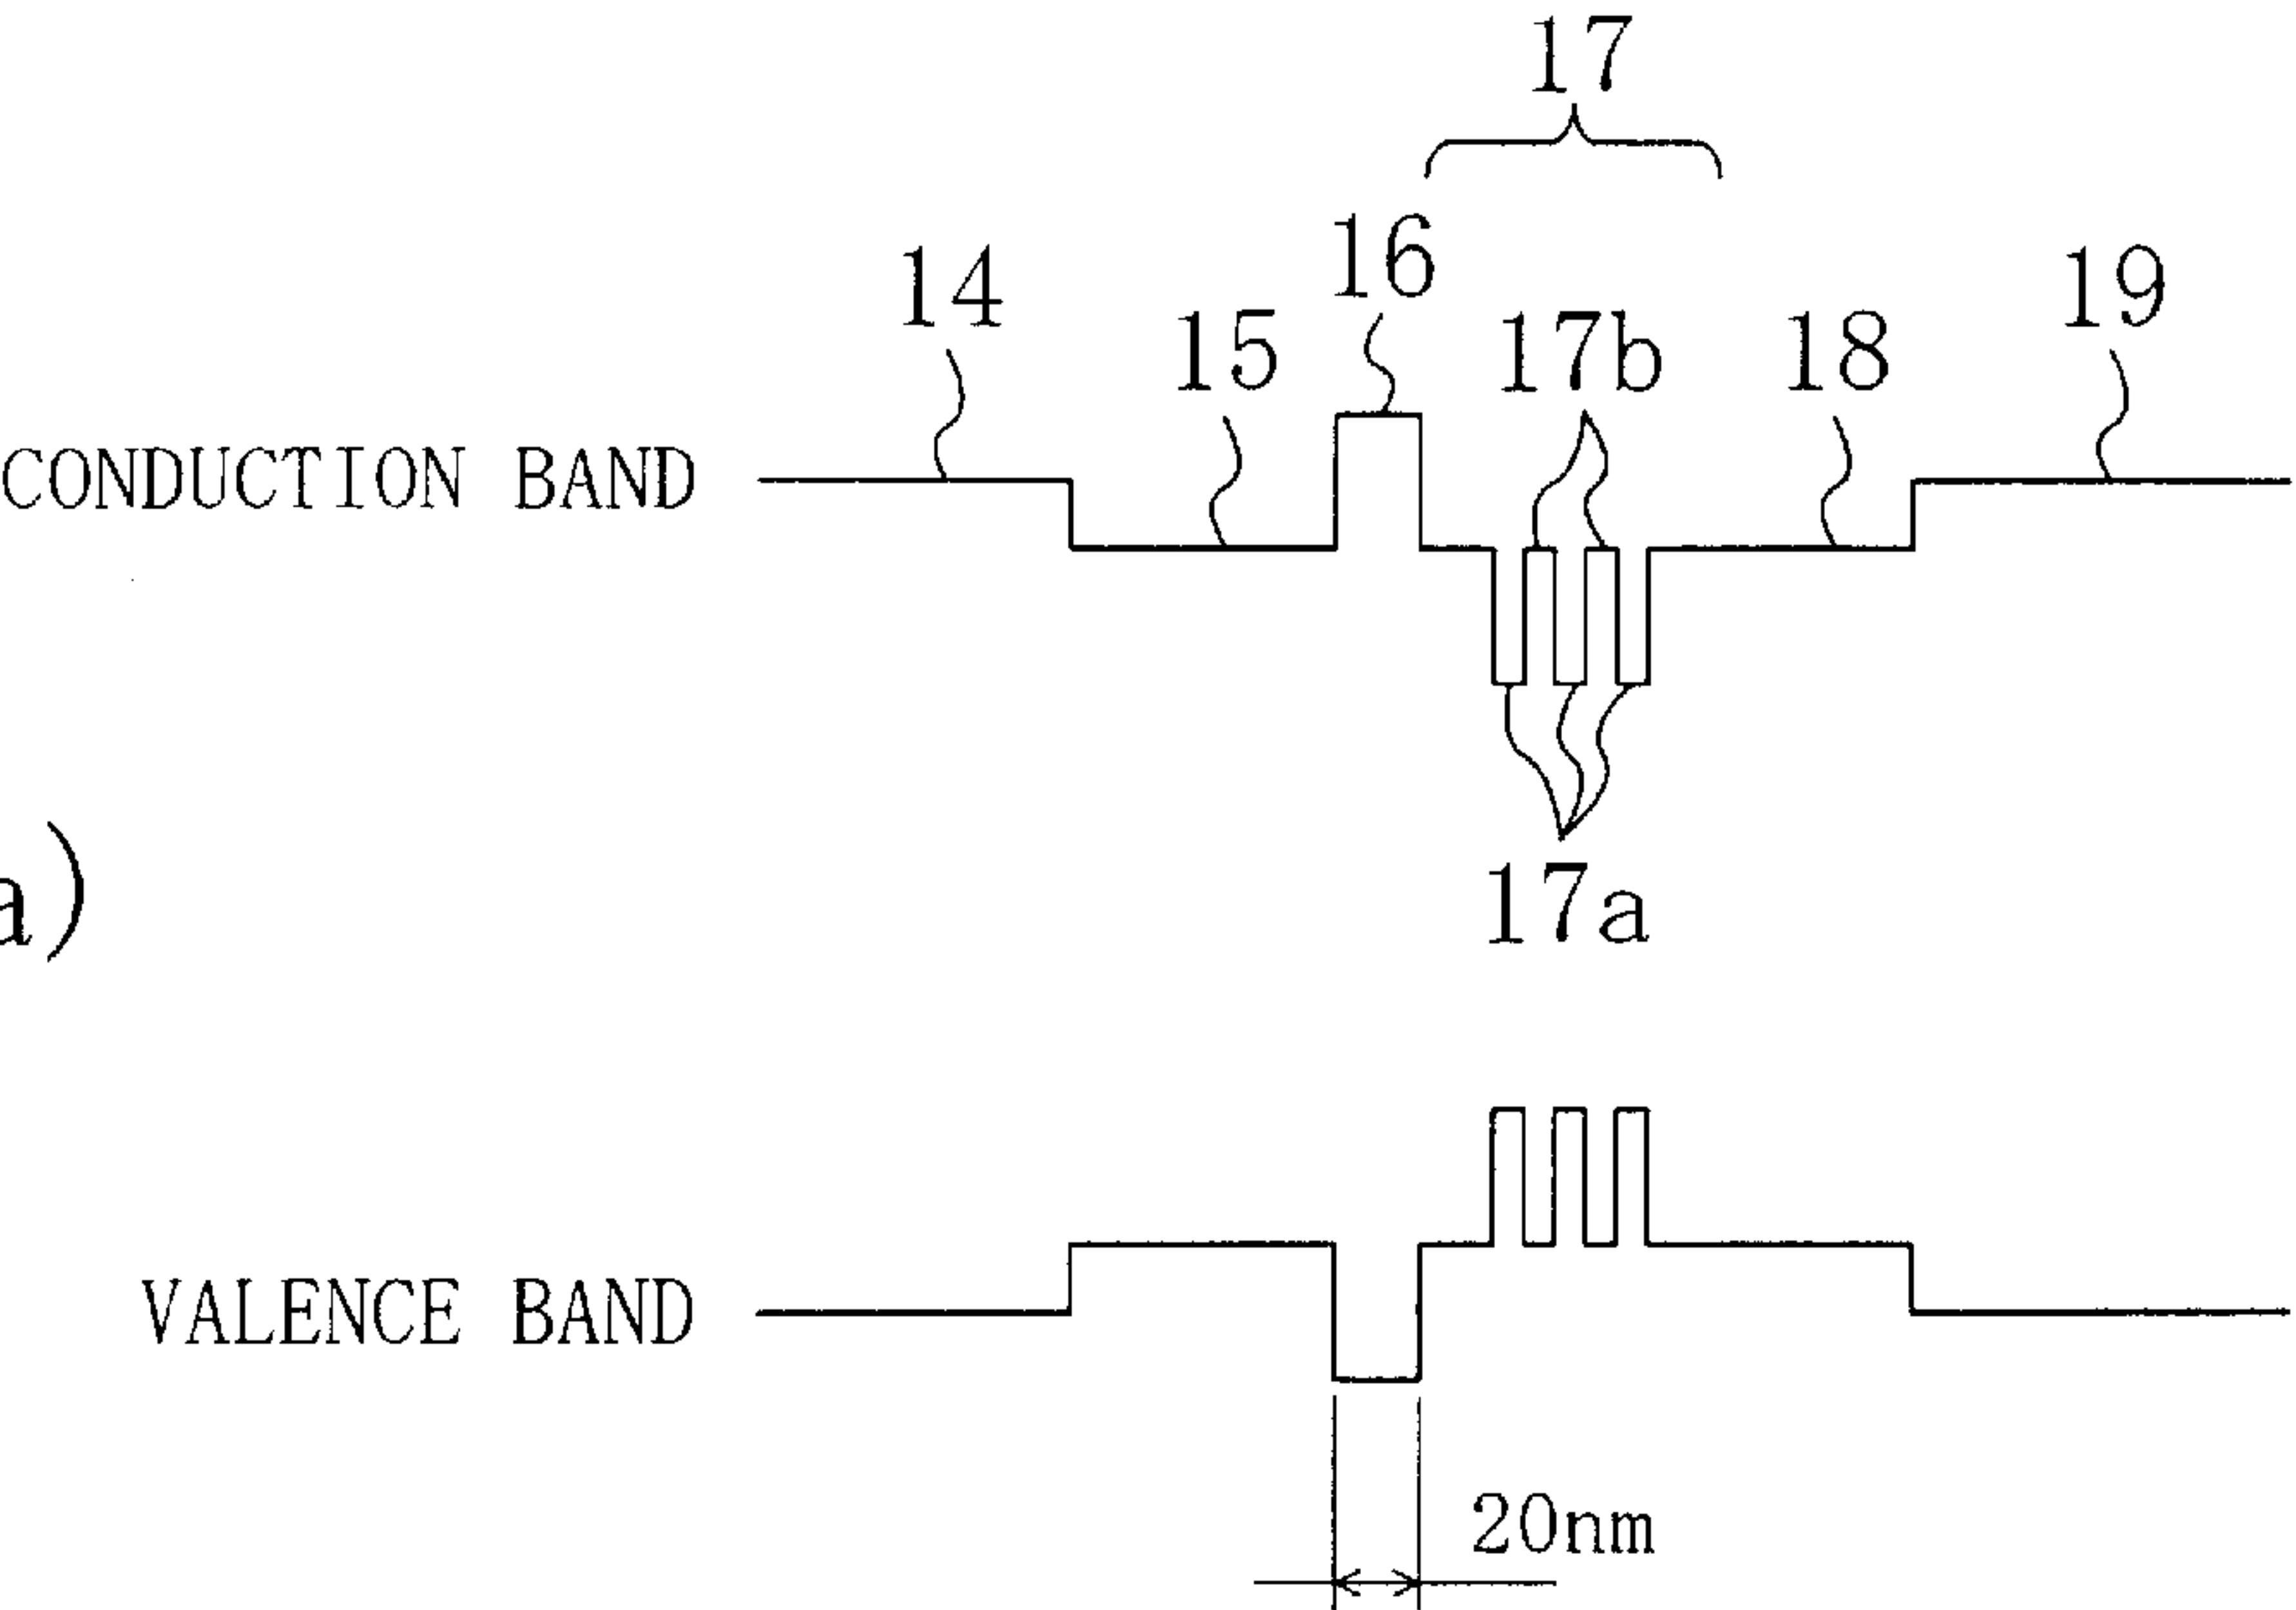 17
16
14
19
15
17b
18
CONDUCTION BAND
a)
17a
VALENCE BAND
20nm